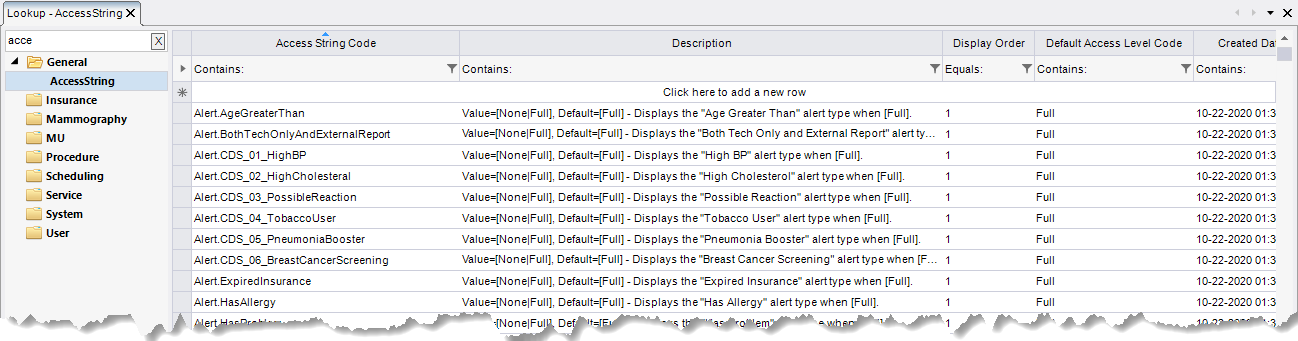 Lookup - AccessString
acce X
General
AccessString
Insurance
Mammography
MU
Procedure
Scheduling
Service
System
User
Access String Code Description Display Order Default Access Level Code Created Da
Contains: Contains: Equals: Contains: Contains:
Click here to add a new row
Alert.AgeGreaterThan Value=[None|Full], Default=[Full] - Displays the "Age Greater Than" alert type when [Full]. 1 Full 10-22-2020 01:3
Alert.BothTechOnlyAndExternalReport Value=[None|Full], Default=[Full] - Displays the "Both Tech Only and External Report" alert ty... 1 Full 10-22-2020 01:3
Alert.CDS_01_HighBP Value=[None|Full], Default=[Full] - Displays the "High BP" alert type when [Full]. 1 Full 10-22-2020 01:3
Alert.CDS_02_HighCholesteral Value=[None|Full], Default=[Full] - Displays the "High Cholesterol" alert type when [Full]. 1 Full 10-22-2020 01:3
Alert.CDS_03_PossibleReaction Value=[None|Full], Default=[Full] - Displays the "Possible Reaction" alert type when [Full]. 1 Full 10-22-2020 01:3
Alert.CDS_04_TobaccoUser Value=[None|Full], Default=[Full] - Displays the "Tobacco User" alert type when [Full]. 1 Full 10-22-2020 01:3
Alert.CDS_05_PneumoniaBooster Value=[None|Full], Default=[Full] - Displays the "Pneumonia Booster" alert type when [Full]. 1 Full 10-22-2020 01:3
Alert.CDS_06_BreastCancerScreening Value=[None|Full], Default=[Full] - Displays the "Breast Cancer Screening" alert type when [F... 1 Full 10-22-2020 01:3
Alert.ExpiredInsurance Value=[None|Full], Default=[Full] - Displays the "Expired Insurance" alert type when [Full]. 1 Full 10-22-2020 01:3
Alert.HasAllergy Value=[None|Full], Default=[Full] - Displays the "Has Allergy" alert type when [Full]. 1 Full 10-22-2020 01:3
Value=[None|Full], Default=[Full] - Displays the when [Full]. 1 Full